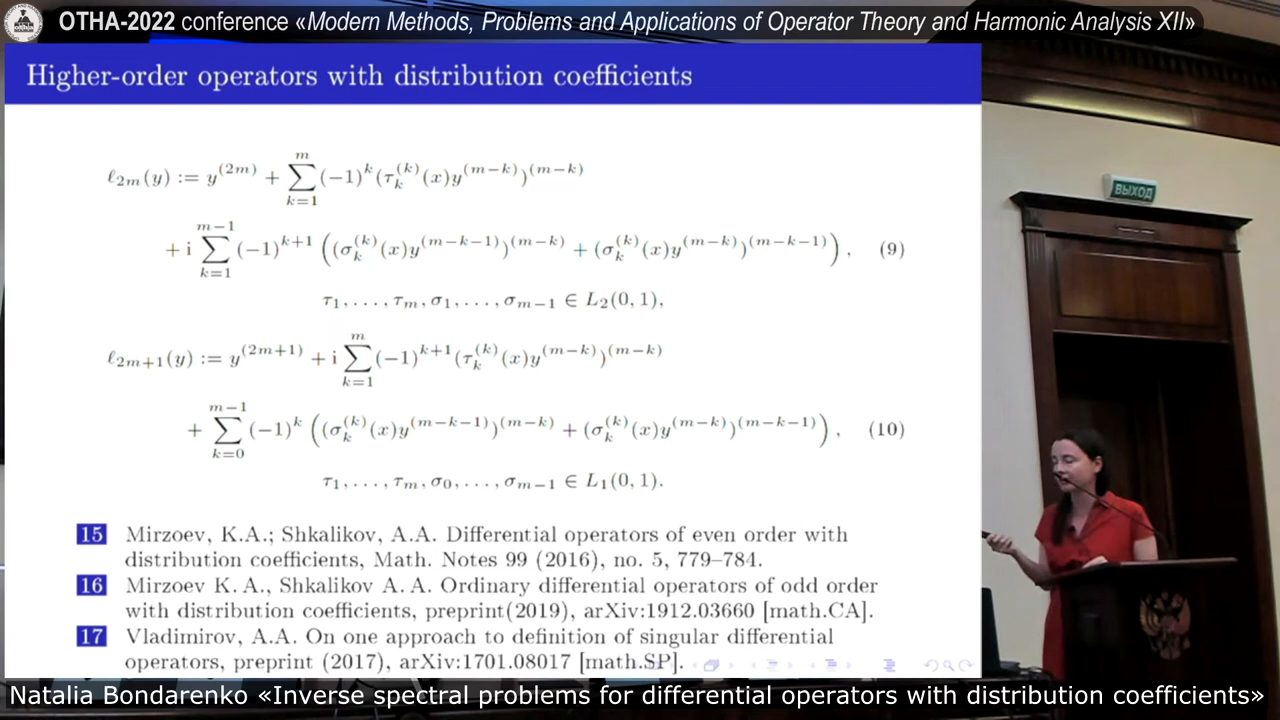 OTHA-2022 conference «Modern Methods, Problems and Applications of Operator Theory and Harmonic Analysis XII»
Higher-order operators with distribution coefficients
ℓ_{2m}(y) := y^{(2m)} + ∑_{k=1}^{m} (−1)^k (τ_k^{(k)}(x)y^{(m−k)})^{(m−k)}
+ i ∑_{k=1}^{m−1} (−1)^{k+1} ((σ_k^{(k)}(x)y^{(m−k−1)})^{(m−k)} + (σ_k^{(k)}(x)y^{(m−k)})^{(m−k−1)}), (9)
τ_1, . . . , τ_m, σ_1, . . . , σ_{m−1} ∈ L_2(0, 1),
ℓ_{2m+1}(y) := y^{(2m+1)} + i ∑_{k=1}^{m} (−1)^{k+1} (τ_k^{(k)}(x)y^{(m−k)})^{(m−k)}
+ ∑_{k=0}^{m−1} (−1)^k ((σ_k^{(k)}(x)y^{(m−k−1)})^{(m−k)} + (σ_k^{(k)}(x)y^{(m−k)})^{(m−k−1)}), (10)
τ_1, . . . , τ_m, σ_0, . . . , σ_{m−1} ∈ L_1(0, 1).
15 Mirzoev, K.A.; Shkalikov, A.A. Differential operators of even order with
distribution coefficients, Math. Notes 99 (2016), no. 5, 779–784.
16 Mirzoev K. A., Shkalikov A. A. Ordinary differential operators of odd order
with distribution coefficients, preprint(2019), arXiv:1912.03660 [math.CA].
17 Vladimirov, A.A. On one approach to definition of singular differential
operators, preprint (2017), arXiv:1701.08017 [math.SP].
ВЫХОД
Natalia Bondarenko «Inverse spectral problems for differential operators with distribution coefficients»